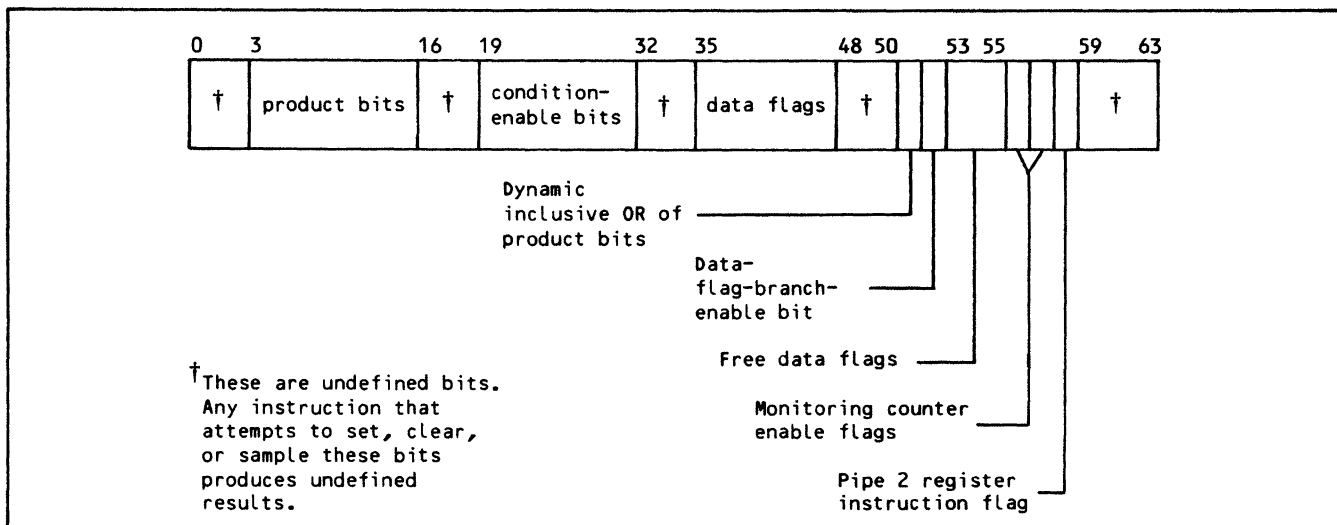 0 3 16 19 32 35 48 50 53 55 59 63
† product bits † condition- † data flags † †
enable bits
Dynamic
inclusive OR of
product bits
Data-
flag-branch-
enable bit
Free data flags
†These are undefined bits.
Any instruction that
attempts to set, clear,
or sample these bits
produces undefined
results.
Monitoring counter
enable flags
Pipe 2 register
instruction flag